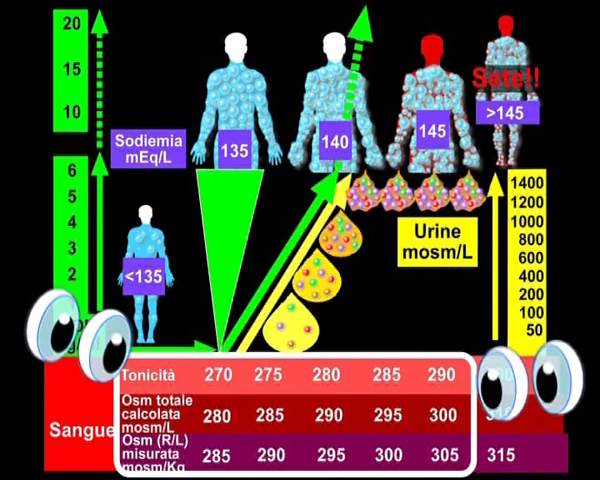 20
15
10
Sodiemia
mEq/L
135
140
145
Sete!!
>145
6
5
4
3
2
<135
Urine
mosm/L
1400
1200
1000
800
600
400
200
100
50
Sangue
Tonicità 270 275 280 285 290
Osm totale
calcolata
mosm/L
280 285 290 295 300
Osm (R/L)
misurata
mosm/Kg
285 290 295 300 305 315